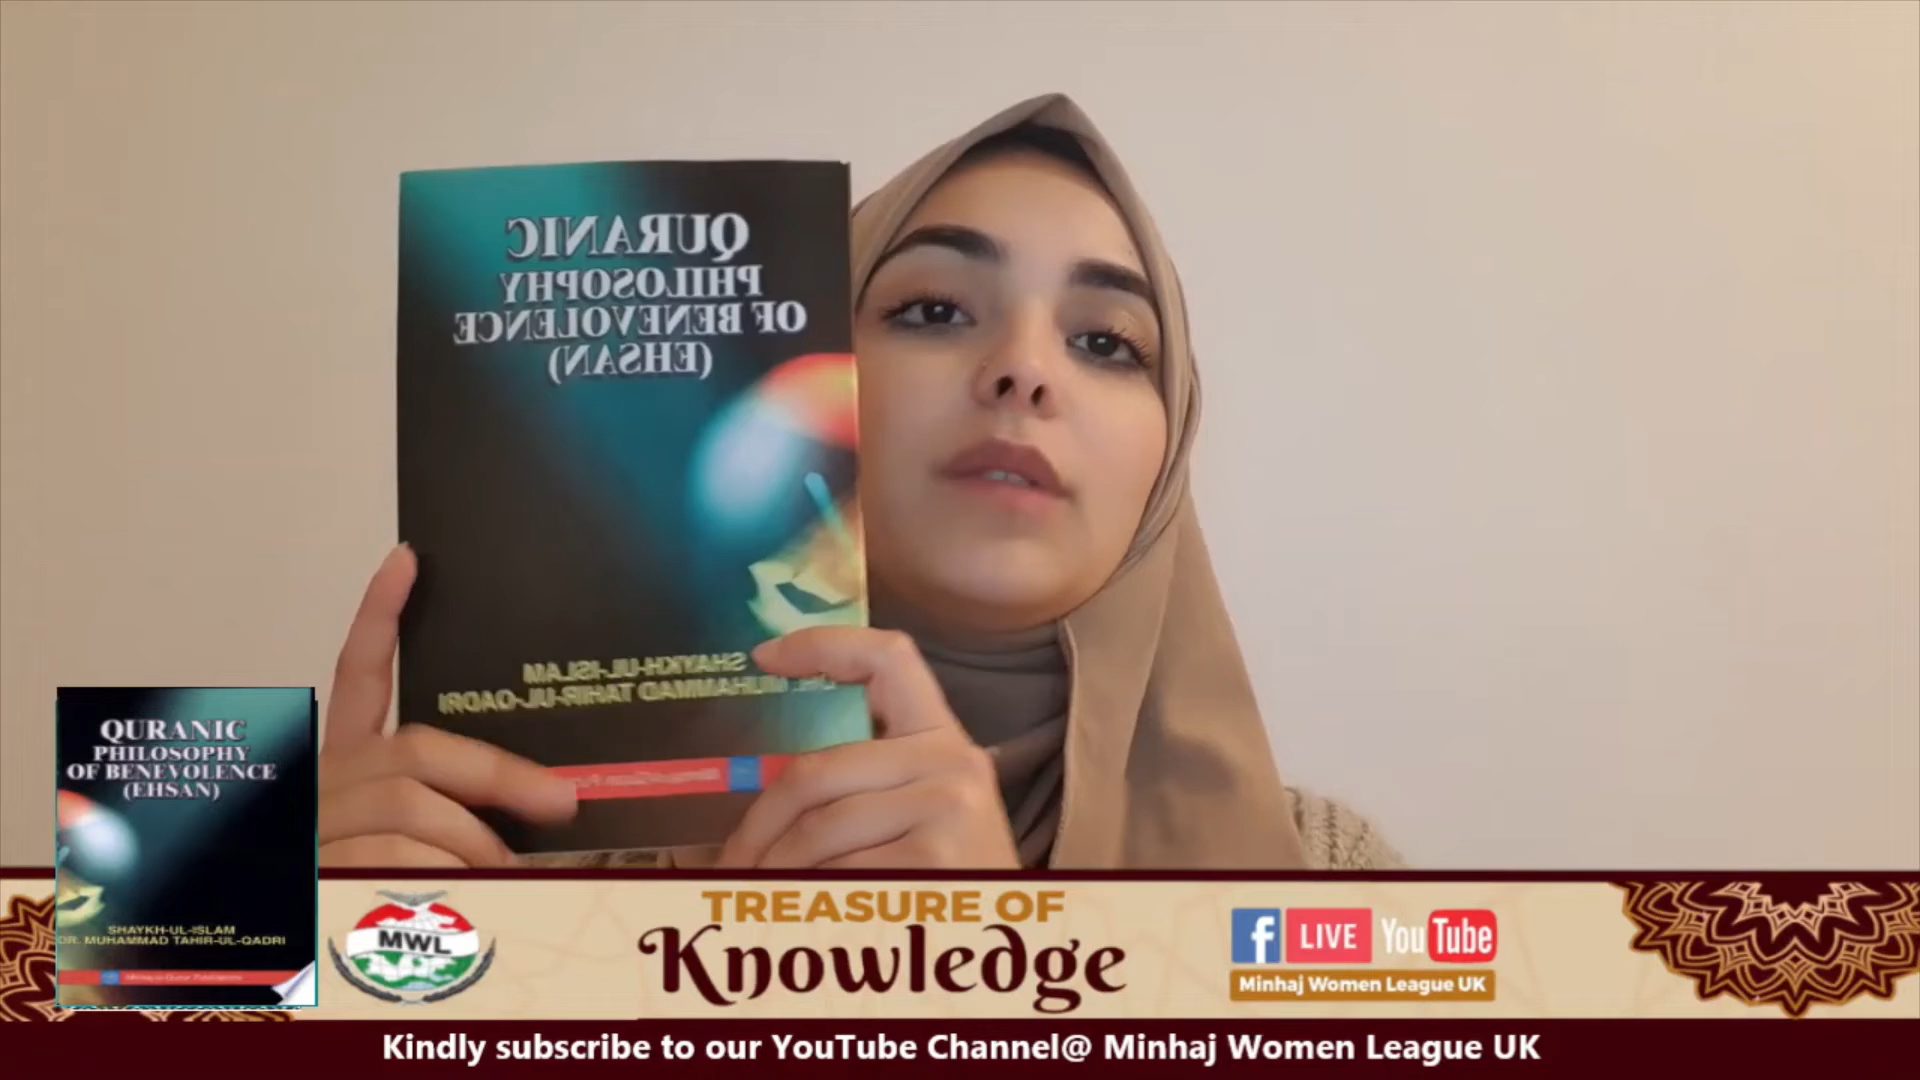 QURANIC
PHILOSOPHY
OF BENEVOLENCE
(EHSAN)
SHAYKH-UL-ISLAM
DR. MUHAMMAD TAHIR-UL-QADRI
QURANIC
PHILOSOPHY
OF BENEVOLENCE
(EHSAN)
SHAYKH-UL-ISLAM
DR. MUHAMMAD TAHIR-UL-QADRI
MWL
TREASURE OF
Knowledge
f LIVE YouTube
Minhaj Women League UK
Kindly subscribe to our YouTube Channel@ Minhaj Women League UK